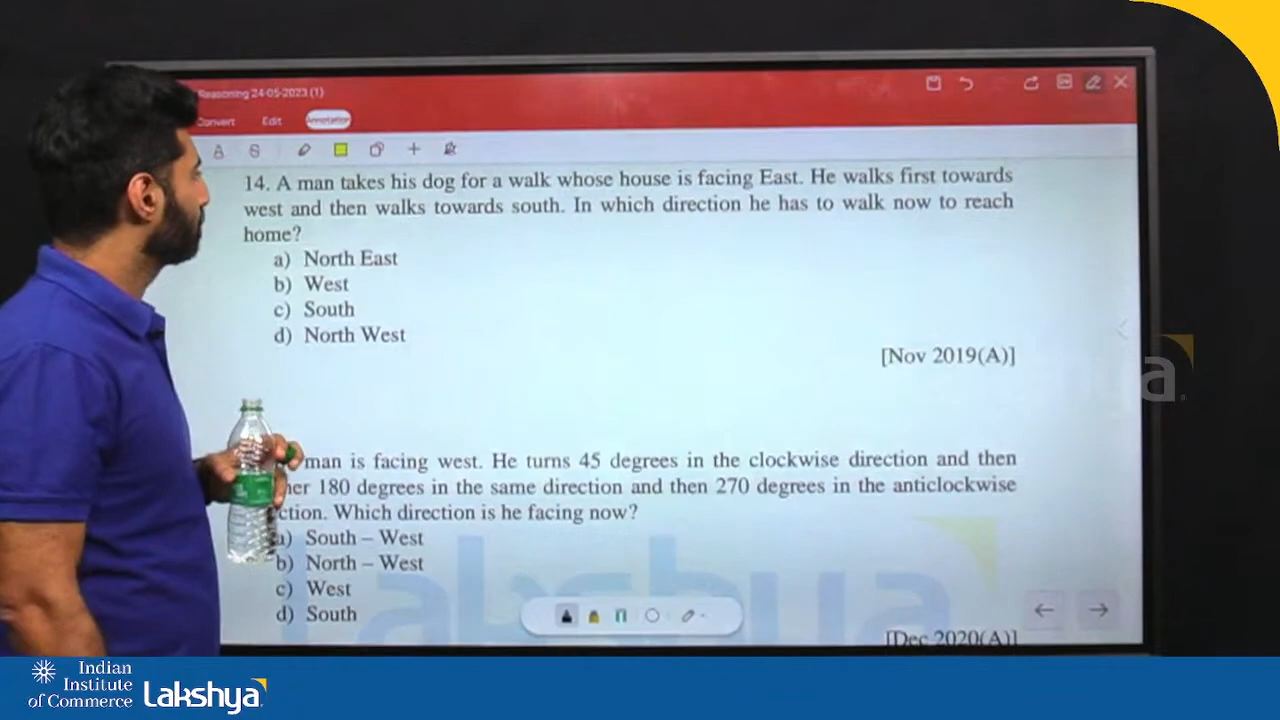 Reasoning 24-05-2023 (1)
Convert Edit Annotation
14. A man takes his dog for a walk whose house is facing East. He walks first towards
west and then walks towards south. In which direction he has to walk now to reach
home?
a) North East
b) West
c) South
d) North West
[Nov 2019(A)]
man is facing west. He turns 45 degrees in the clockwise direction and then
her 180 degrees in the same direction and then 270 degrees in the anticlockwise
ction. Which direction is he facing now?
a) South – West
b) North – West
c) West
d) South
[Dec 2020(A)]
Lakshya
Indian
Institute
of Commerce
Lakshya